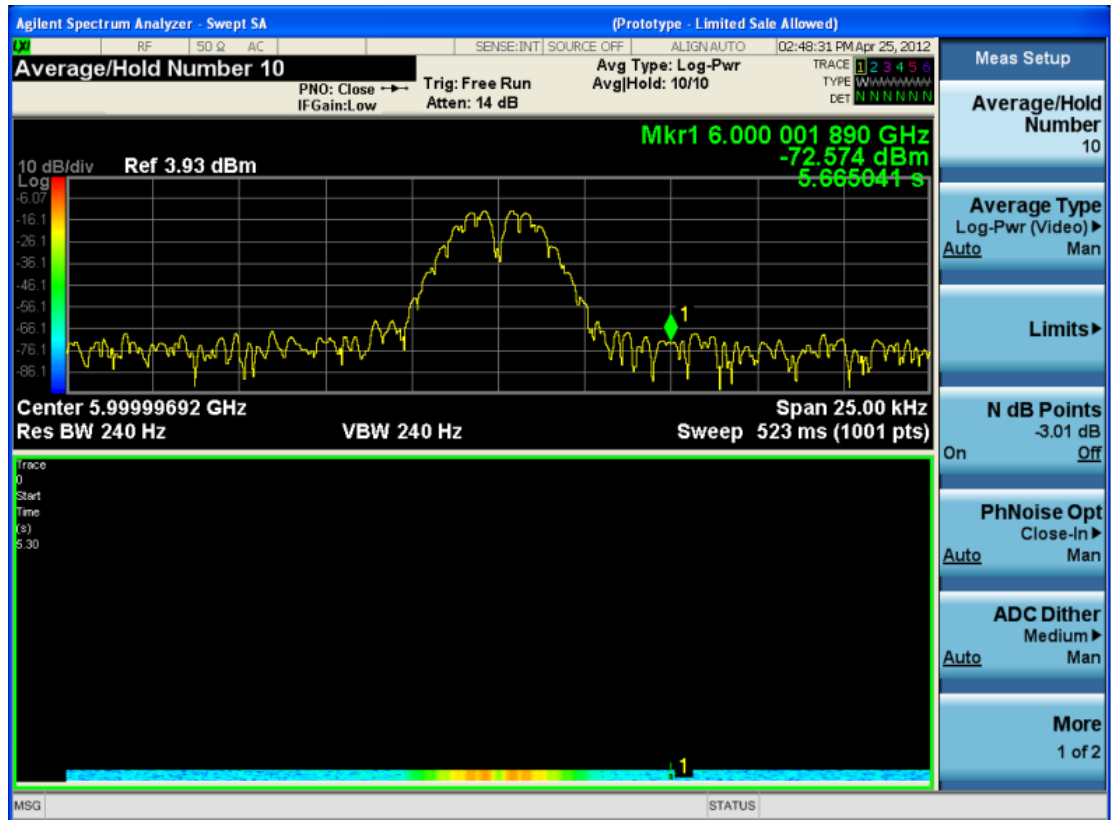 Agilent Spectrum Analyzer - Swept SA (Prototype - Limited Sale Allowed)
LXI RF 50 Ω AC SENSE:INT SOURCE OFF ALIGN AUTO 02:48:31 PM Apr 25, 2012
Meas Setup
Average/Hold Number 10
PNO: Close
IFGain:Low
Trig: Free Run
Atten: 14 dB
Avg Type: Log-Pwr
Avg|Hold: 10/10
TRACE 1 2 3 4 5 6
TYPE WWWWWW
DET N N N N N N
Mkr1 6.000 001 890 GHz
-72.574 dBm
5.665041 s
10 dB/div Ref 3.93 dBm
Log
-6.07
-16.1
-26.1
-36.1
-46.1
-56.1
-66.1
-76.1
-86.1
1
Center 5.99999692 GHz Span 25.00 kHz
Res BW 240 Hz VBW 240 Hz Sweep 523 ms (1001 pts)
Trace
0
Start
Time
(s)
5.30
1
Average/Hold
Number
10
Average Type
Log-Pwr (Video)
Auto Man
Limits
N dB Points
-3.01 dB
On Off
PhNoise Opt
Close-In
Auto Man
ADC Dither
Medium
Auto Man
More
1 of 2
MSG STATUS